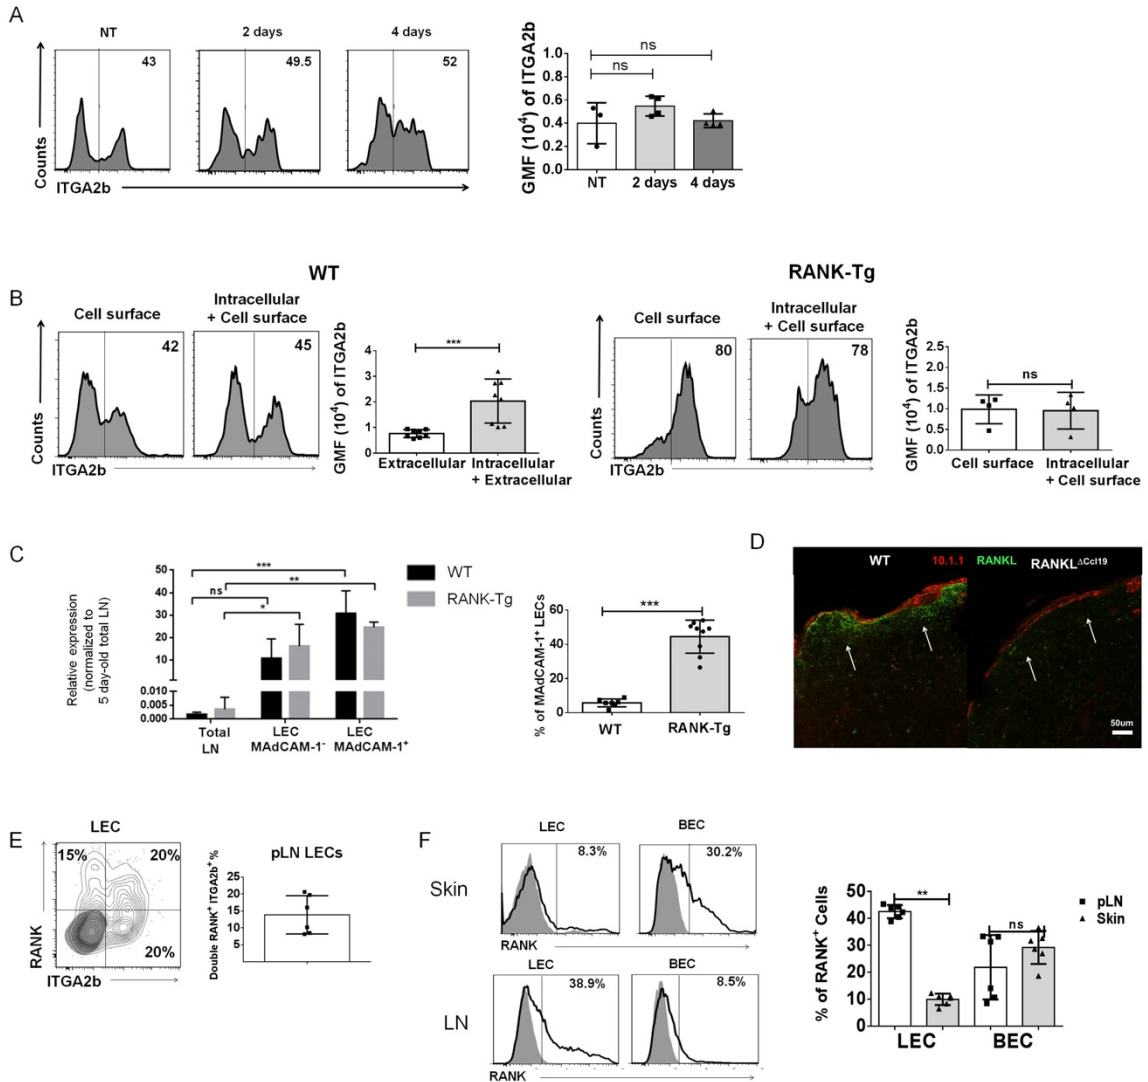 A
NT
2 days
4 days
43
49.5
52
Counts
ITGA2b
GMF (10⁴) of ITGA2b
1.0
0.8
0.6
0.4
0.2
0.0
ns
ns
NT
2 days
4 days
WT
RANK-Tg
B
Cell surface
Intracellular
+ Cell surface
42
45
Counts
ITGA2b
GMF (10⁴) of ITGA2b
4
3
2
1
0
***
Extracellular
Intracellular
+ Extracellular
Cell surface
Intracellular
+ Cell surface
80
78
Counts
ITGA2b
GMF (10⁴) of ITGA2b
2.5
2.0
1.5
1.0
0.5
0.0
ns
Cell surface
Intracellular
+ Cell surface
C
Relative expression
(normalized to
5 day-old total LN)
50
40
30
20
10
0.010
0.005
0.000
***
**
ns
*
WT
RANK-Tg
Total
LN
LEC
MAdCAM-1⁻
LEC
MAdCAM-1⁺
% of MAdCAM-1⁺ LECs
60
40
20
0
***
WT
RANK-Tg
D
WT
10.1.1
RANKL
RANKL^ΔCcl19
50um
E
LEC
15%
20%
20%
RANK
ITGA2b
pLN LECs
Double RANK⁺ ITGA2b⁺%
25
20
15
10
5
F
LEC
BEC
Skin
8.3%
30.2%
RANK
LEC
BEC
LN
38.9%
8.5%
RANK
% of RANK⁺ Cells
50
40
30
20
10
0
**
ns
pLN
Skin
LEC
BEC